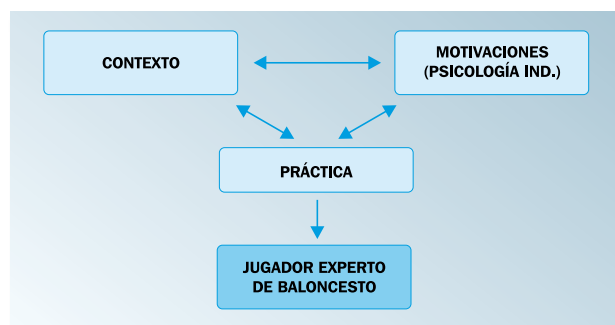 CONTEXTO
MOTIVACIONES
(PSICOLOGÍA IND.)
PRÁCTICA
JUGADOR EXPERTO
DE BALONCESTO